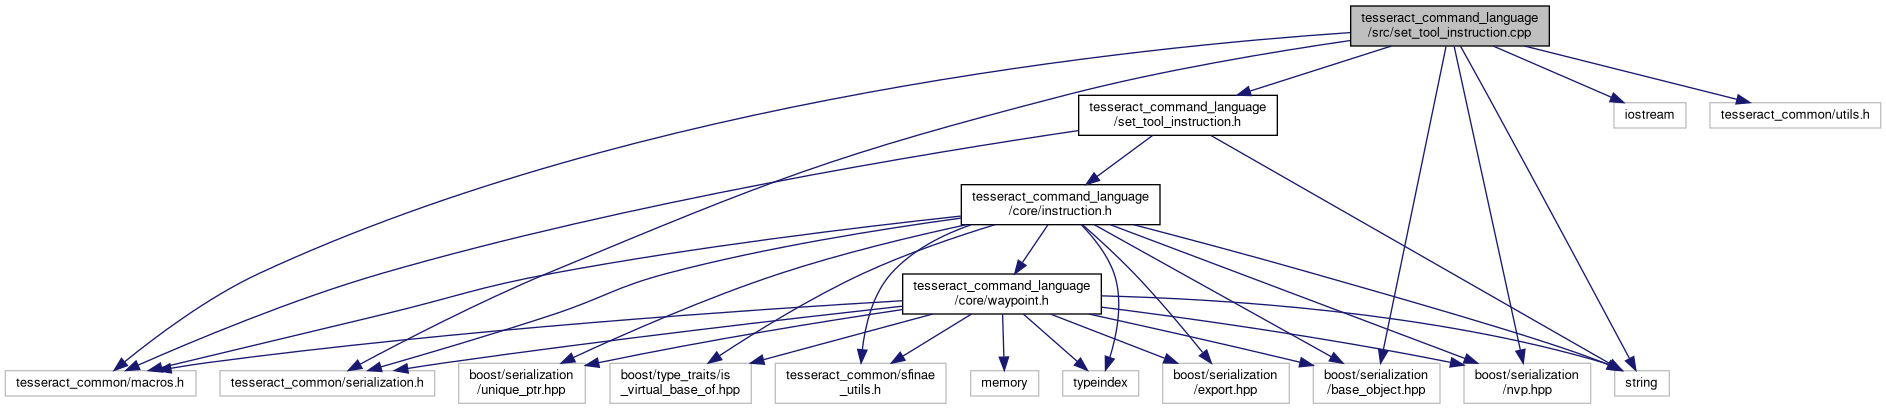 tesseract_command_language
/src/set_tool_instruction.cpp
tesseract_command_language
/set_tool_instruction.h
iostream
tesseract_common/utils.h
tesseract_command_language
/core/instruction.h
tesseract_command_language
/core/waypoint.h
tesseract_common/macros.h
tesseract_common/serialization.h
boost/serialization
/unique_ptr.hpp
boost/type_traits/is
_virtual_base_of.hpp
tesseract_common/sfinae
_utils.h
memory
typeindex
boost/serialization
/export.hpp
boost/serialization
/base_object.hpp
boost/serialization
/nvp.hpp
string